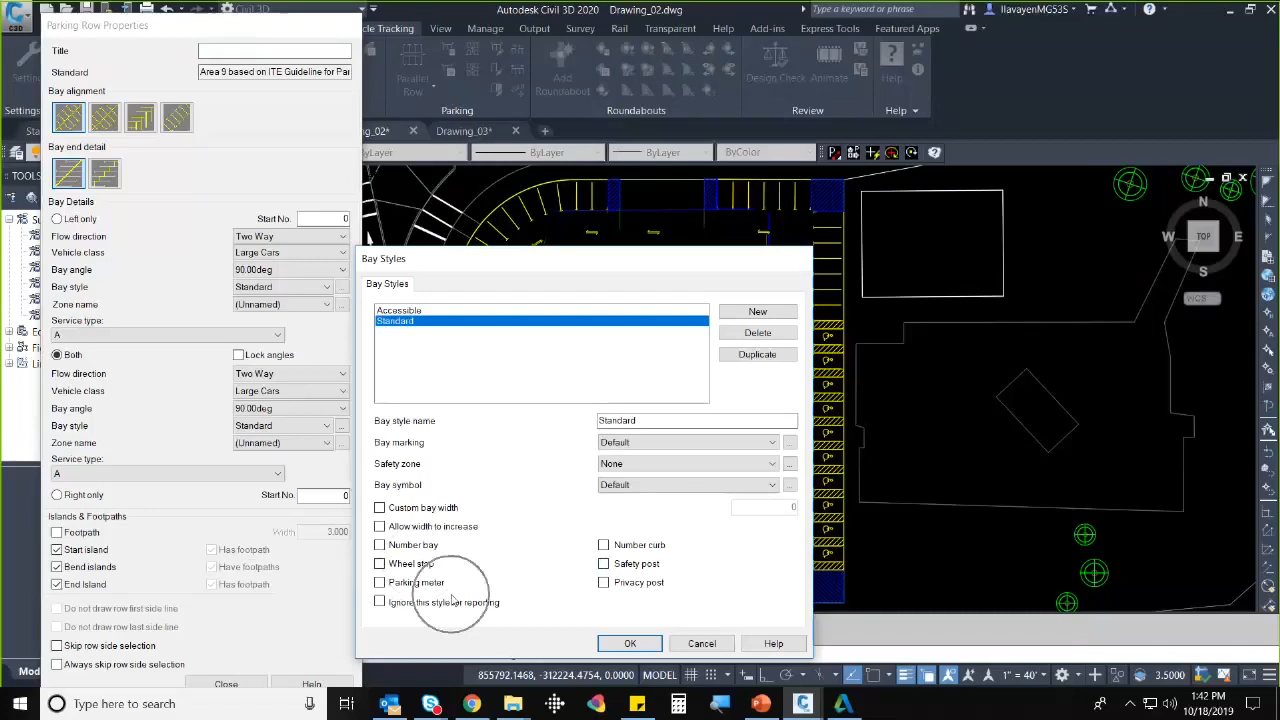 C3D
Civil 3D
Autodesk Civil 3D 2020 Drawing_02.dwg
Type a keyword or phrase
IlavayenMG53S
Parking Row Properties
cle Tracking View Manage Output Survey Rail Transparent Help Add-ins Express Tools Featured Apps
Parallel Row
Add
Design Check Animate
Help
Settings
Parking Roundabouts Review Help
Sta
g_02* Drawing_03*
ByLayer ByLayer ByLayer ByColor
TOOLS
Title
Standard Area 9 based on ITE Guideline for Par
Bay alignment
Bay end detail
Bay Details
Left only Start No. 0
Flow direction Two Way
Vehicle class Large Cars
Bay angle 90.00deg
Bay style Standard ...
Zone name (Unnamed) ...
Service type:
A
Both Lock angles
Flow direction Two Way
Vehicle class Large Cars
Bay angle 90.00deg
Bay style Standard ...
Zone name (Unnamed) ...
Service type:
A
Right only Start No. 0
Islands & Footpaths
Footpath Width 3.000
Start island Has footpath
Bend islands Have footpaths
End Island Has footpath
Do not draw row first side line
Do not draw row last side line
Skip row side selection
Always skip row side selection
Close Help
Bay Styles
Bay Styles
Accessible
Standard
New
Delete
Duplicate
Bay style name Standard
Bay marking Default ...
Safety zone None ...
Bay symbol Default ...
Custom bay width 0
Allow width to increase
Number bay Number curb
Wheel stop Safety post
Parking meter Privacy post
Ignore this style for reporting
OK Cancel Help
N
W TOP E
S
WCS
Mod
855792.1468, -312224.4754, 0.0000 MODEL 1" = 40' 3.5000
Type here to search
1:42 PM
10/18/2019